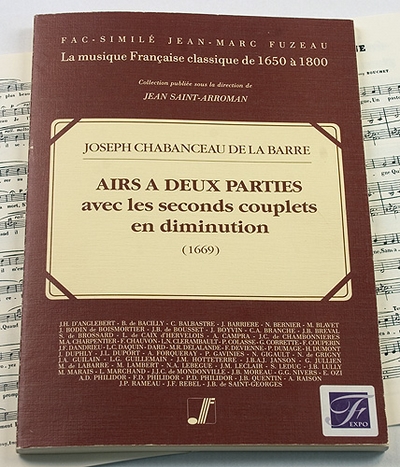 FAC-SIMILÉ JEAN-MARC FUZEAU
La musique Française classique de 1650 à 1800
Collection publiée sous la direction de
JEAN SAINT-ARROMAN
JOSEPH CHABANCEAU DE LA BARRE
AIRS A DEUX PARTIES
avec les seconds couplets
en diminution
(1669)
J.H. D'ANGLEBERT - B. de BACILLY - C. BALBASTRE - J. BARRIERE - N. BERNIER - M. BLAVET
J. BODIN de BOISMORTIER - J.B. de BOUSSET - J. BOYVIN - C.A. BRANCHE - J.B. BREVAL
S. de BROSSARD - L. de CAIX D'HERVELOIS - A. CAMPRA - J.C. de CHAMBONNIERES
M.A. CHARPENTIER - F. CHAUVON - L.N. CLERAMBAULT - P. COLASSE - G. CORRETTE - F. COUPERIN
F. DANDRIEU - L.C. DAQUIN - DARD - M.R. DELALANDE - F. DEVIENNE - P. DUMAGE - H. DUMONT
J. DUPHLY - J.L. DUPORT - A. FORQUERAY - P. GAVINIES - N. GIGAULT - N. de GRIGNY
J.A. GUILAIN - L.G. GUILLEMAIN - J.M. HOTTETERRE - J.B.A.J. JANSON - G. JULLIEN
M. de LABARRE - M. LAMBERT - N.A. LEBEGUE - J.M. LECLAIR - S. LEDUC - J.B. LULLY
M. MARAIS - L. MARCHAND - J.J.C. de MONDONVILLE - J.B. MOREAU - G.G. NIVERS - E. OZI
A.D. PHILIDOR - F.D. PHILIDOR - P.D. PHILIDOR - J.B. QUENTIN - A. RAISON
J.P. RAMEAU - J.F. REBEL - J.B. de SAINT-GEORGES
EXPO